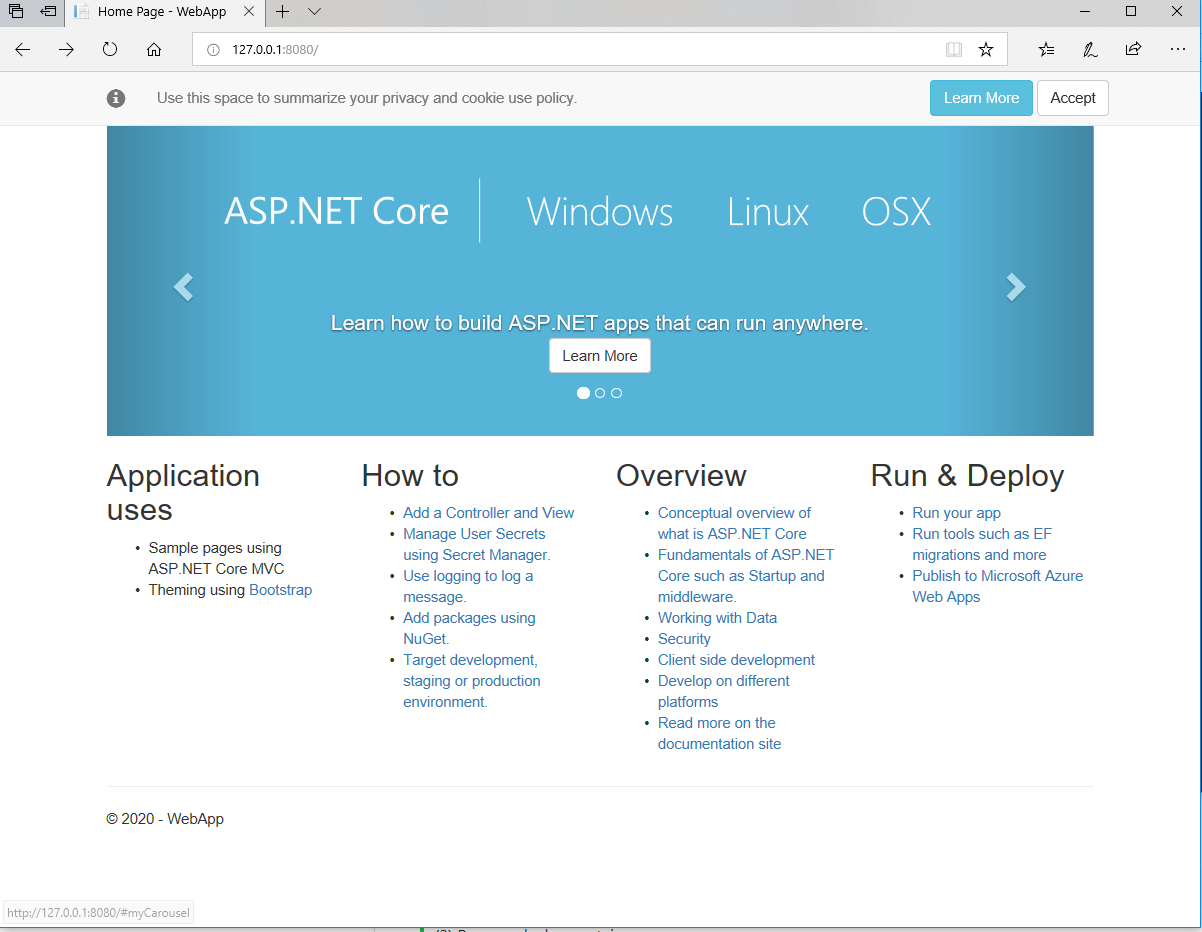 Home Page - WebApp
127.0.0.1:8080/
Use this space to summarize your privacy and cookie use policy.
Learn More
Accept
ASP.NET Core
Windows
Linux
OSX
Learn how to build ASP.NET apps that can run anywhere.
Learn More
Application
uses
• Sample pages using
ASP.NET Core MVC
• Theming using Bootstrap
How to
• Add a Controller and View
• Manage User Secrets
using Secret Manager.
• Use logging to log a
message.
• Add packages using
NuGet.
• Target development,
staging or production
environment.
Overview
• Conceptual overview of
what is ASP.NET Core
• Fundamentals of ASP.NET
Core such as Startup and
middleware.
• Working with Data
• Security
• Client side development
• Develop on different
platforms
• Read more on the
documentation site
Run & Deploy
• Run your app
• Run tools such as EF
migrations and more
• Publish to Microsoft Azure
Web Apps
© 2020 - WebApp
http://127.0.0.1:8080/#myCarousel